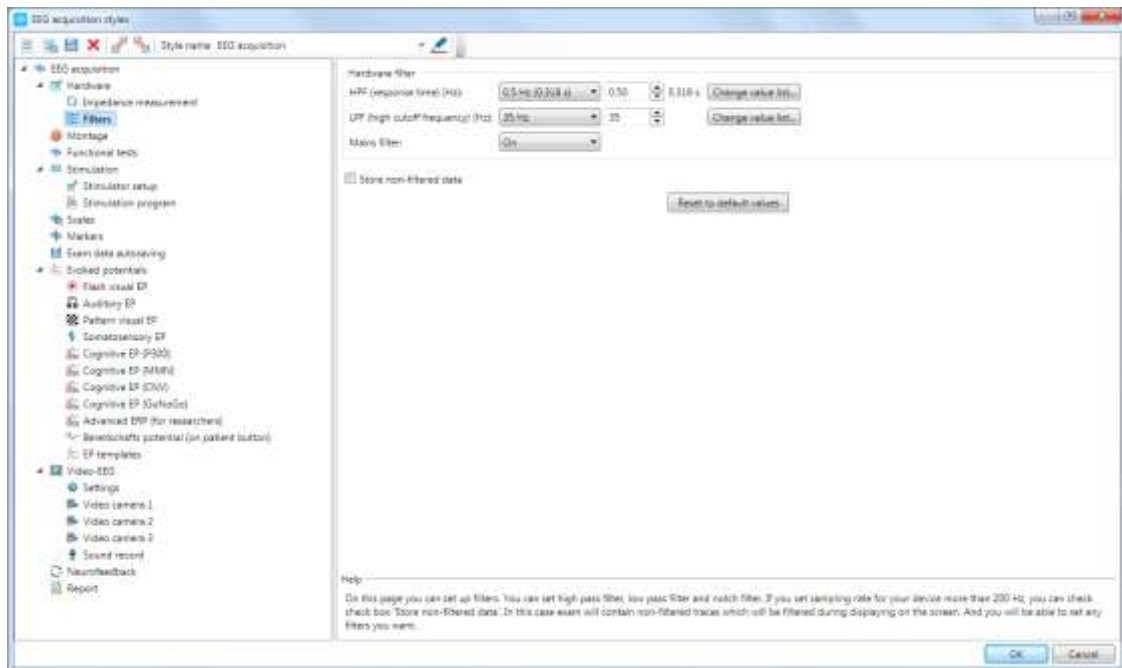 EEG acquisition styles
Style name: EEG acquisition
EEG acquisition
Hardware
Impedance measurement
Filters
Montage
Functional tests
Stimulation
Stimulator setup
Stimulation program
Scales
Markers
Exam data autosaving
Evoked potentials
Flash visual EP
Auditory EP
Pattern visual EP
Somatosensory EP
Cognitive EP (P300)
Cognitive EP (MMN)
Cognitive EP (CNV)
Cognitive EP (GoNoGo)
Advanced ERP (for researchers)
Bereitschafts potential (on patient button)
EP templates
Video-EEG
Settings
Video camera 1
Video camera 2
Video camera 3
Sound record
Neurofeedback
Report
Hardware filter
HPF (response time) (Hz): 0.5 Hz (0.318 s) 0.50 0.318 s Change value list...
LPF (high cutoff frequency) (Hz): 35 Hz 35 Change value list...
Mains filter: On
Store non-filtered data
Reset to default values
Help
On this page you can set up filters. You can set high pass filter, low pass filter and notch filter. If you set sampling rate for your device more than 200 Hz, you can check
check box 'Store non-filtered data'. In this case exam will contain non-filtered traces which will be filtered during displaying on the screen. And you will be able to set any
filters you want.
OK Cancel